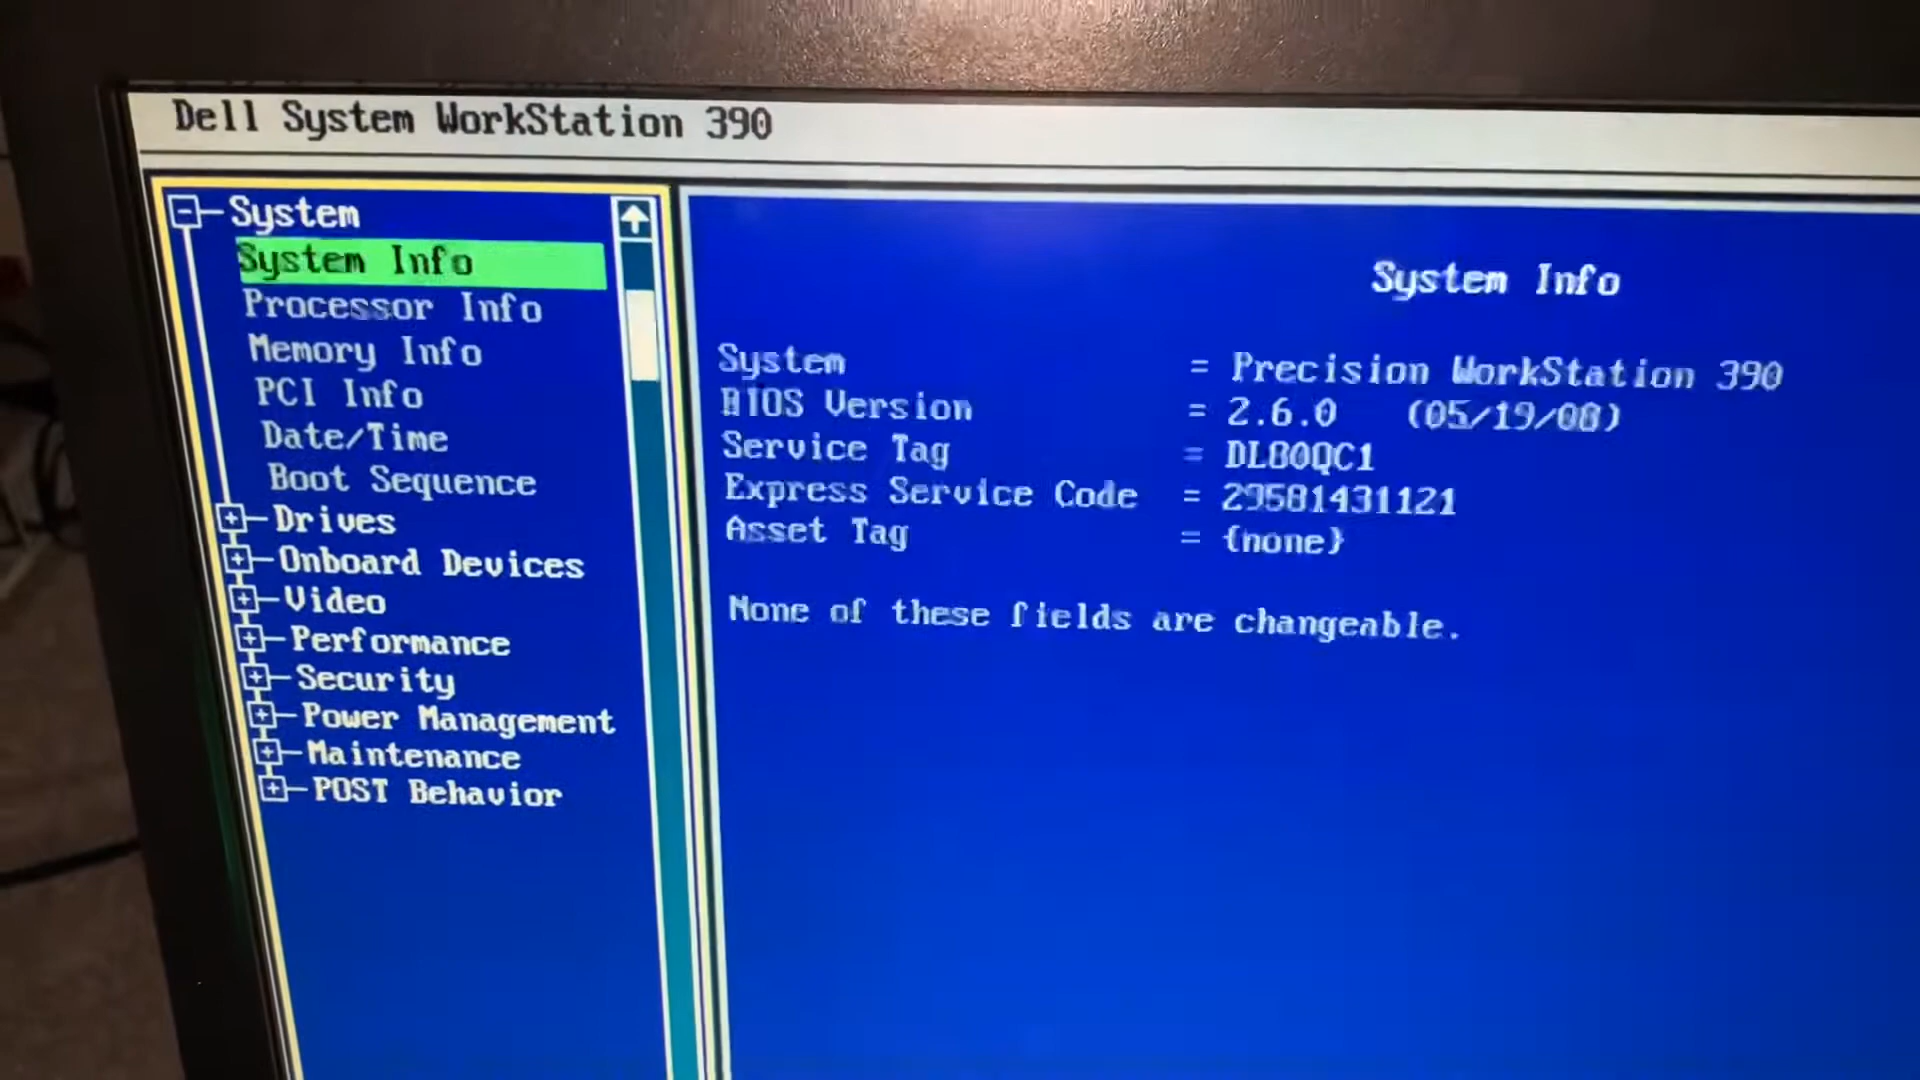 Dell System WorkStation 390
System
System Info
Processor Info
Memory Info
PCI Info
Date/Time
Boot Sequence
Drives
Onboard Devices
Video
Performance
Security
Power Management
Maintenance
POST Behavior
System Info
System = Precision WorkStation 390
BIOS Version = 2.6.0 (05/19/08)
Service Tag = DL80QC1
Express Service Code = 29581431121
Asset Tag = {none}
None of these fields are changeable.